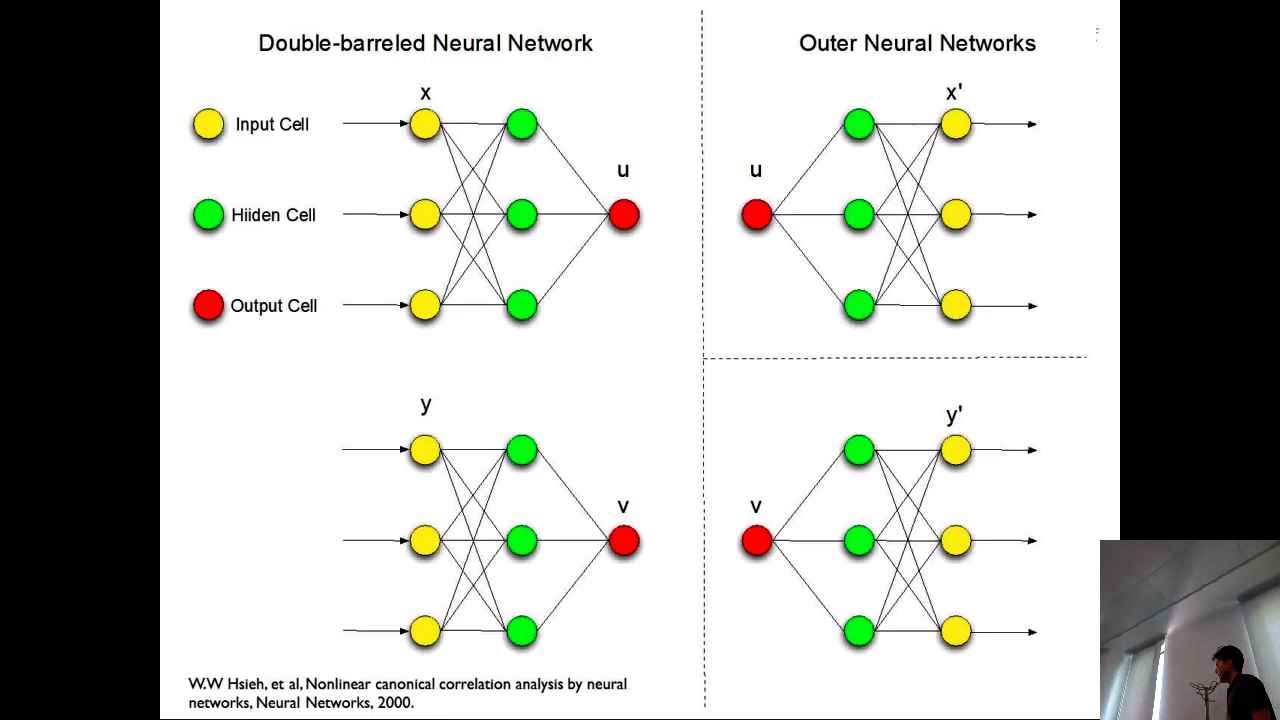 Double-barreled Neural Network
Outer Neural Networks
x
x'
Input Cell
u
u
Hiiden Cell
Output Cell
y
y'
v
v
W.W Hsieh, et al, Nonlinear canonical correlation analysis by neural
networks, Neural Networks, 2000.